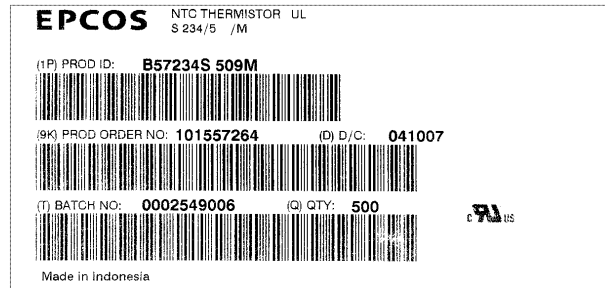 EPCOS NTC THERMISTOR UL
S 234/5 /M
(1P) PROD ID: B57234S 509M
(9K) PROD ORDER NO: 101557264 (D) D/C: 041007
(T) BATCH NO: 0002549006 (Q) QTY: 500
c RU US
Made in Indonesia